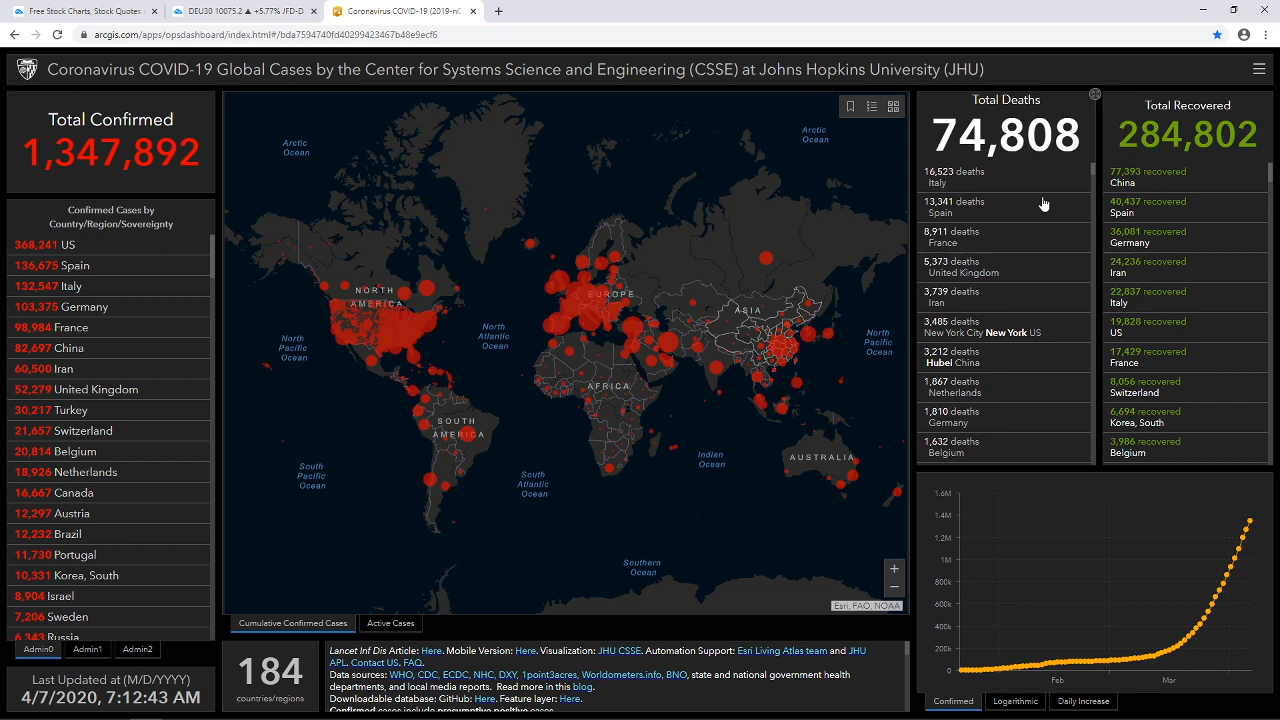 Free Stock Charts, Stock Quotes
DEU30 10075.2 ▲ +5.77% JFD-D
Coronavirus COVID-19 (2019-nC
arcgis.com/apps/opsdashboard/index.html#/bda7594740fd40299423467b48e9ecf6
Coronavirus COVID-19 Global Cases by the Center for Systems Science and Engineering (CSSE) at Johns Hopkins University (JHU)
Total Confirmed
1,347,892
Confirmed Cases by
Country/Region/Sovereignty
368,241 US
136,675 Spain
132,547 Italy
103,375 Germany
98,984 France
82,697 China
60,500 Iran
52,279 United Kingdom
30,217 Turkey
21,657 Switzerland
20,814 Belgium
18,926 Netherlands
16,667 Canada
12,297 Austria
12,232 Brazil
11,730 Portugal
10,331 Korea, South
8,904 Israel
7,206 Sweden
6,343 Russia
Admin0
Admin1
Admin2
Last Updated at (M/D/YYYY)
4/7/2020, 7:12:43 AM
Arctic
Ocean
Arctic
Ocean
NORTH
AMERICA
EUROPE
ASIA
North
Pacific
Ocean
North
Atlantic
Ocean
North
Pacific
Ocean
AFRICA
SOUTH
AMERICA
Indian
Ocean
AUSTRALIA
South
Pacific
Ocean
South
Atlantic
Ocean
Southern
Ocean
+
−
Esri, FAO, NOAA
Cumulative Confirmed Cases
Active Cases
184
countries/regions
Lancet Inf Dis Article: Here. Mobile Version: Here. Visualization: JHU CSSE. Automation Support: Esri Living Atlas team and JHU
API. Contact US. FAQ.
Data sources: WHO, CDC, ECDC, NHC, DXY, 1point3acres, Worldometers.info, BNO, state and national government health
departments, and local media reports. Read more in this blog.
Downloadable database: GitHub: Here. Feature layer: Here.
Confirmed cases include presumptive positive cases.
Total Deaths
74,808
16,523 deaths
Italy
13,341 deaths
Spain
8,911 deaths
France
5,373 deaths
United Kingdom
3,739 deaths
Iran
3,485 deaths
New York City New York US
3,212 deaths
Hubei China
1,867 deaths
Netherlands
1,810 deaths
Germany
1,632 deaths
Belgium
Total Recovered
284,802
77,393 recovered
China
40,437 recovered
Spain
36,081 recovered
Germany
24,236 recovered
Iran
22,837 recovered
Italy
19,828 recovered
US
17,429 recovered
France
8,056 recovered
Switzerland
6,694 recovered
Korea, South
3,986 recovered
Belgium
1.6M
1.4M
1.2M
1M
800k
600k
400k
200k
0
Feb
Mar
Confirmed
Logarithmic
Daily Increase